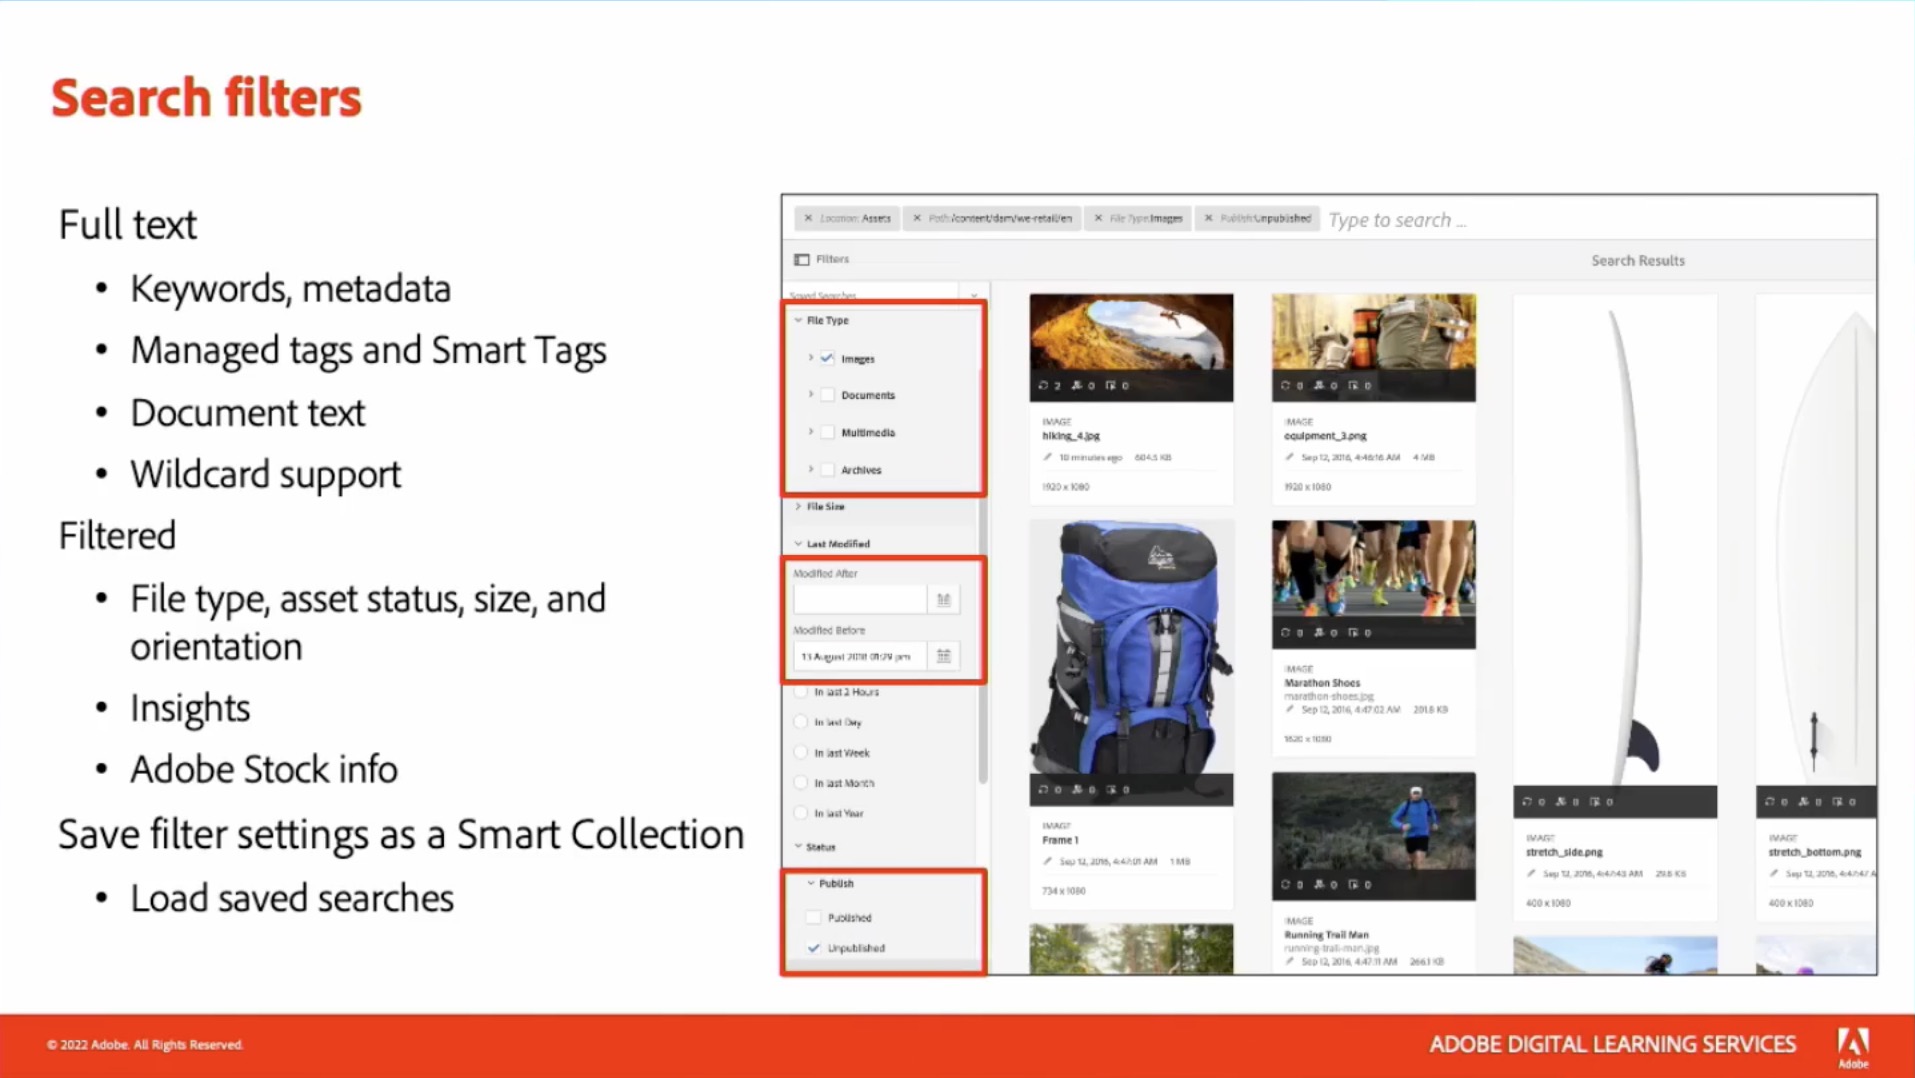 Search filters
Full text
• Keywords, metadata
• Managed tags and Smart Tags
• Document text
• Wildcard support
Filtered
• File type, asset status, size, and
orientation
• Insights
• Adobe Stock info
Save filter settings as a Smart Collection
• Load saved searches
× Location: Assets × Path:/content/dam/we-retail/en × File Type:Images × Publish:Unpublished Type to search ...
Filters
Search Results
Saved Searches
File Type
Images
Documents
Multimedia
Archives
File Size
Last Modified
Modified After
Modified Before
13 August 2018 01:29 pm
In last 2 Hours
In last Day
In last Week
In last Month
In last Year
Status
Publish
Published
Unpublished
2 0 0
IMAGE
hiking_4.jpg
10 minutes ago 604.5 KB
1920 x 1080
0 0 0
IMAGE
Frame 1
Sep 12, 2016, 4:47:01 AM 1 MB
734 x 1080
0 0 0
IMAGE
equipment_3.png
Sep 12, 2016, 4:46:16 AM 4 MB
1920 x 1080
0 0 0
IMAGE
Marathon Shoes
marathon-shoes.jpg
Sep 12, 2016, 4:47:02 AM 201.8 KB
1620 x 1080
0 0 0
IMAGE
Running Trail Man
running-trail-man.jpg
Sep 12, 2016, 4:47:11 AM 266.1 KB
0 0 0
IMAGE
stretch_side.png
Sep 12, 2016, 4:47:43 AM 29.8 KB
400 x 1080
0 0 0
IMAGE
stretch_bottom.png
Sep 12, 2016, 4:47:47 A
400 x 1080
© 2022 Adobe. All Rights Reserved.
ADOBE DIGITAL LEARNING SERVICES
Adobe